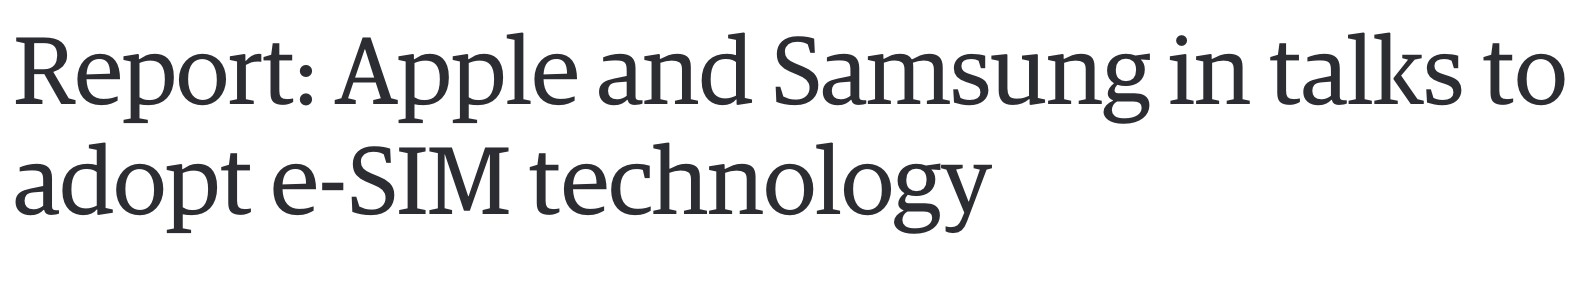 Report: Apple and Samsung in talks to
adopt e-SIM technology